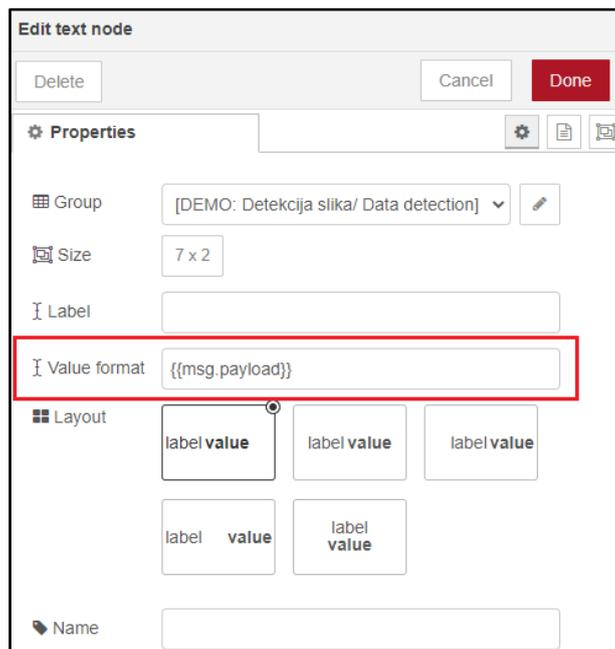 Edit text node
Delete Cancel Done
Properties
Group [DEMO: Detekcija slika/ Data detection]
Size 7 x 2
Label
Value format {{msg.payload}}
Layout
label value label value label value
label value label
value
Name